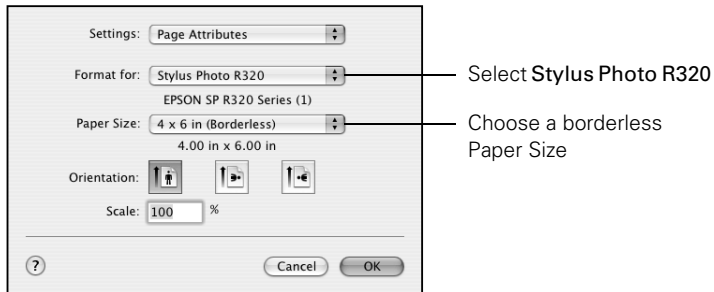 Settings: Page Attributes
Format for: Stylus Photo R320
Select Stylus Photo R320
EPSON SP R320 Series (1)
Paper Size: 4 x 6 in (Borderless)
Choose a borderless
Paper Size
4.00 in x 6.00 in
Orientation:
Scale: 100 %
? Cancel OK